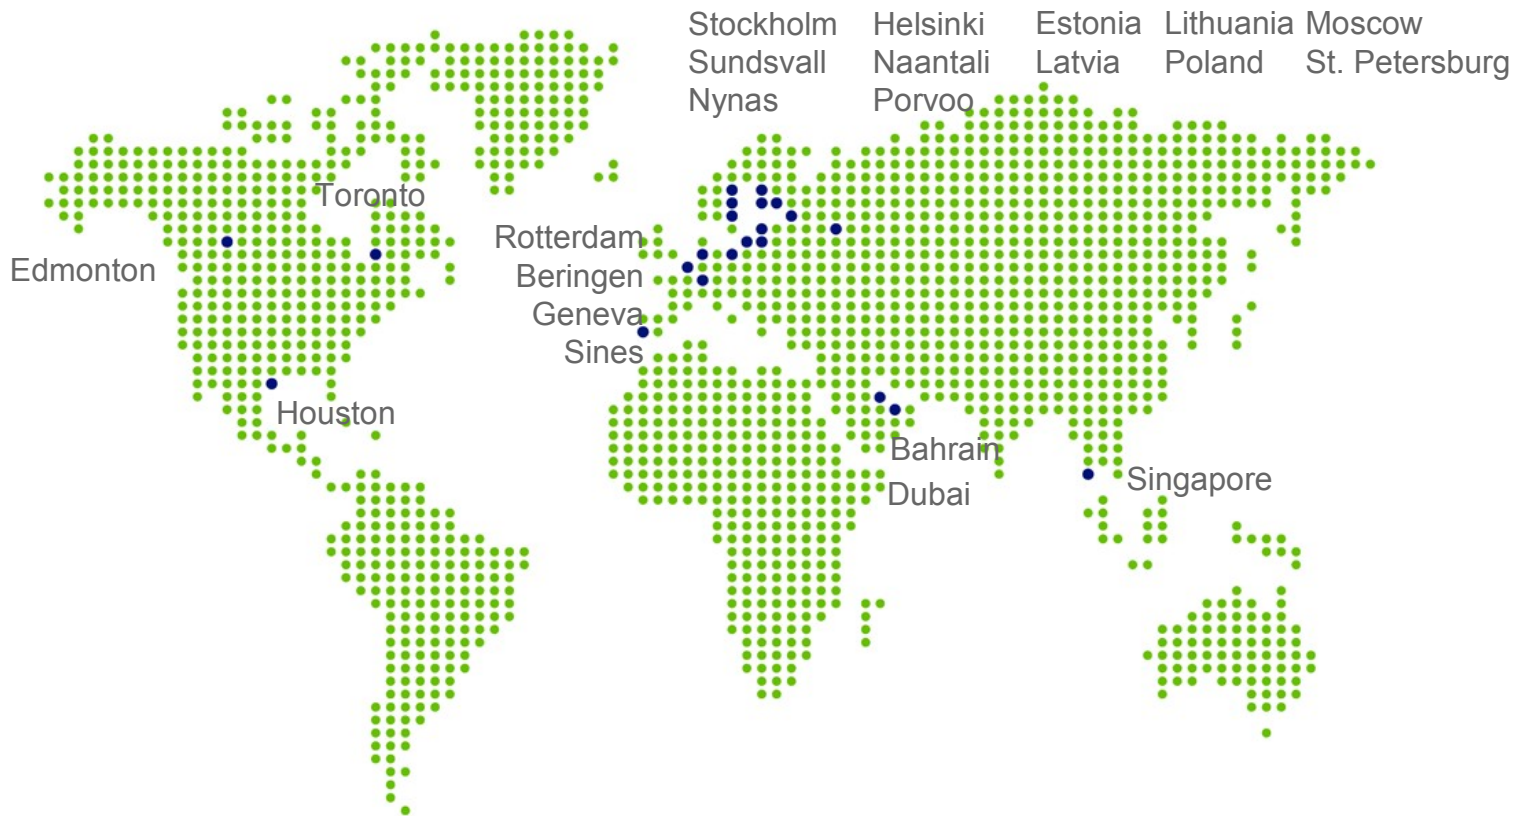 Stockholm Helsinki Estonia Lithuania Moscow
Sundsvall Naantali Latvia Poland St. Petersburg
Nynas Porvoo
Toronto
Rotterdam
Edmonton
Beringen
Geneva
Sines
Houston
Bahrain
Singapore
Dubai